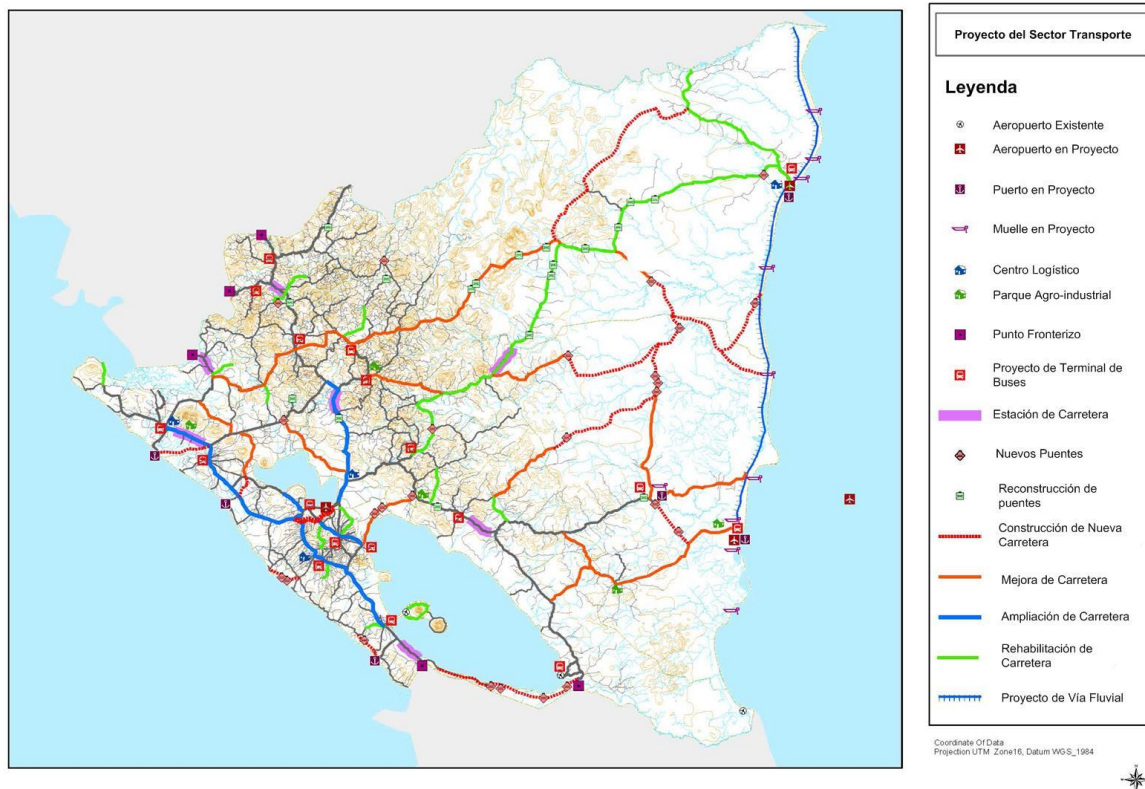 Proyecto del Sector Transporte
Leyenda
Aeropuerto Existente
Aeropuerto en Proyecto
Puerto en Proyecto
Muelle en Proyecto
Centro Logístico
Parque Agro-industrial
Punto Fronterizo
Proyecto de Terminal de
Buses
Estación de Carretera
Nuevos Puentes
Reconstrucción de
puentes
Construcción de Nueva
Carretera
Mejora de Carretera
Ampliación de Carretera
Rehabilitación de
Carretera
Proyecto de Vía Fluvial
Coordinate Of Data
Projection UTM Zone16, Datum WGS_1984